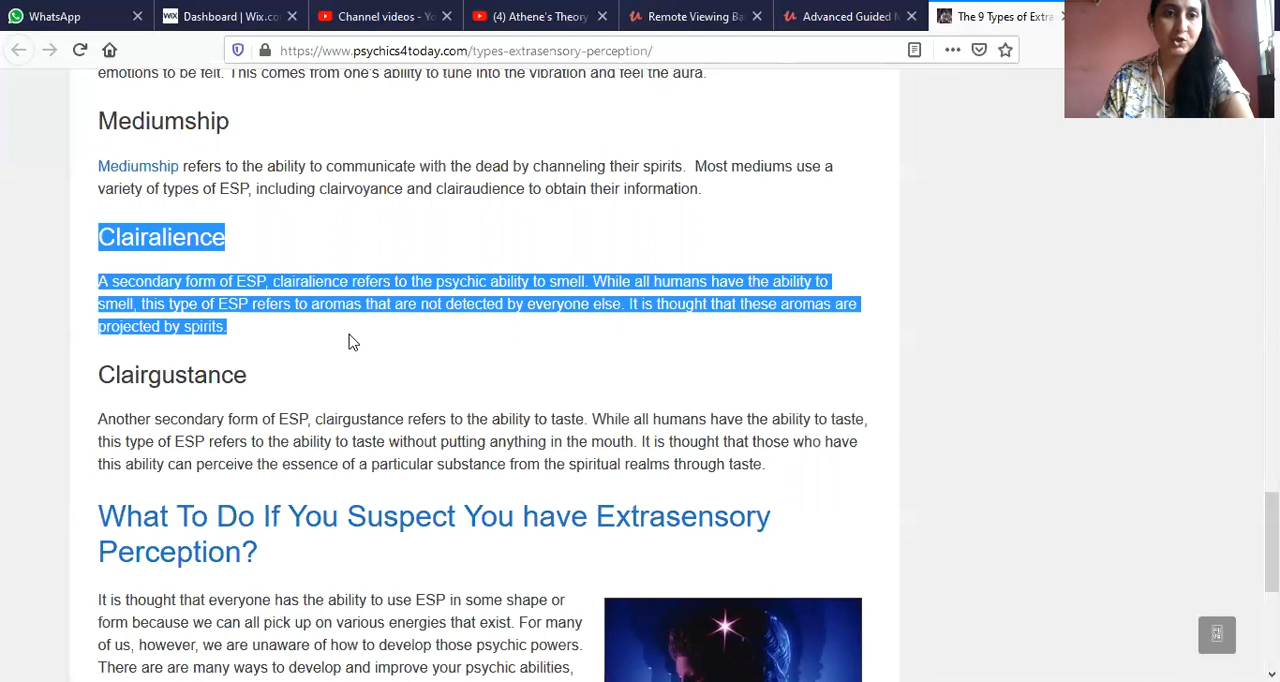 WhatsApp
Dashboard | Wix.co
Channel videos - Yo
(4) Athene's Theory
Remote Viewing Ba
Advanced Guided N
The 9 Types of Extra
https://www.psychics4today.com/types-extrasensory-perception/
emotions to be felt. This comes from one's ability to tune into the vibration and feel the aura.
Mediumship
Mediumship refers to the ability to communicate with the dead by channeling their spirits. Most mediums use a
variety of types of ESP, including clairvoyance and clairaudience to obtain their information.
Clairalience
A secondary form of ESP, clairalience refers to the psychic ability to smell. While all humans have the ability to
smell, this type of ESP refers to aromas that are not detected by everyone else. It is thought that these aromas are
projected by spirits.
Clairgustance
Another secondary form of ESP, clairgustance refers to the ability to taste. While all humans have the ability to taste,
this type of ESP refers to the ability to taste without putting anything in the mouth. It is thought that those who have
this ability can perceive the essence of a particular substance from the spiritual realms through taste.
What To Do If You Suspect You have Extrasensory
Perception?
It is thought that everyone has the ability to use ESP in some shape or
form because we can all pick up on various energies that exist. For many
of us, however, we are unaware of how to develop those psychic powers.
There are are many ways to develop and improve your psychic abilities,